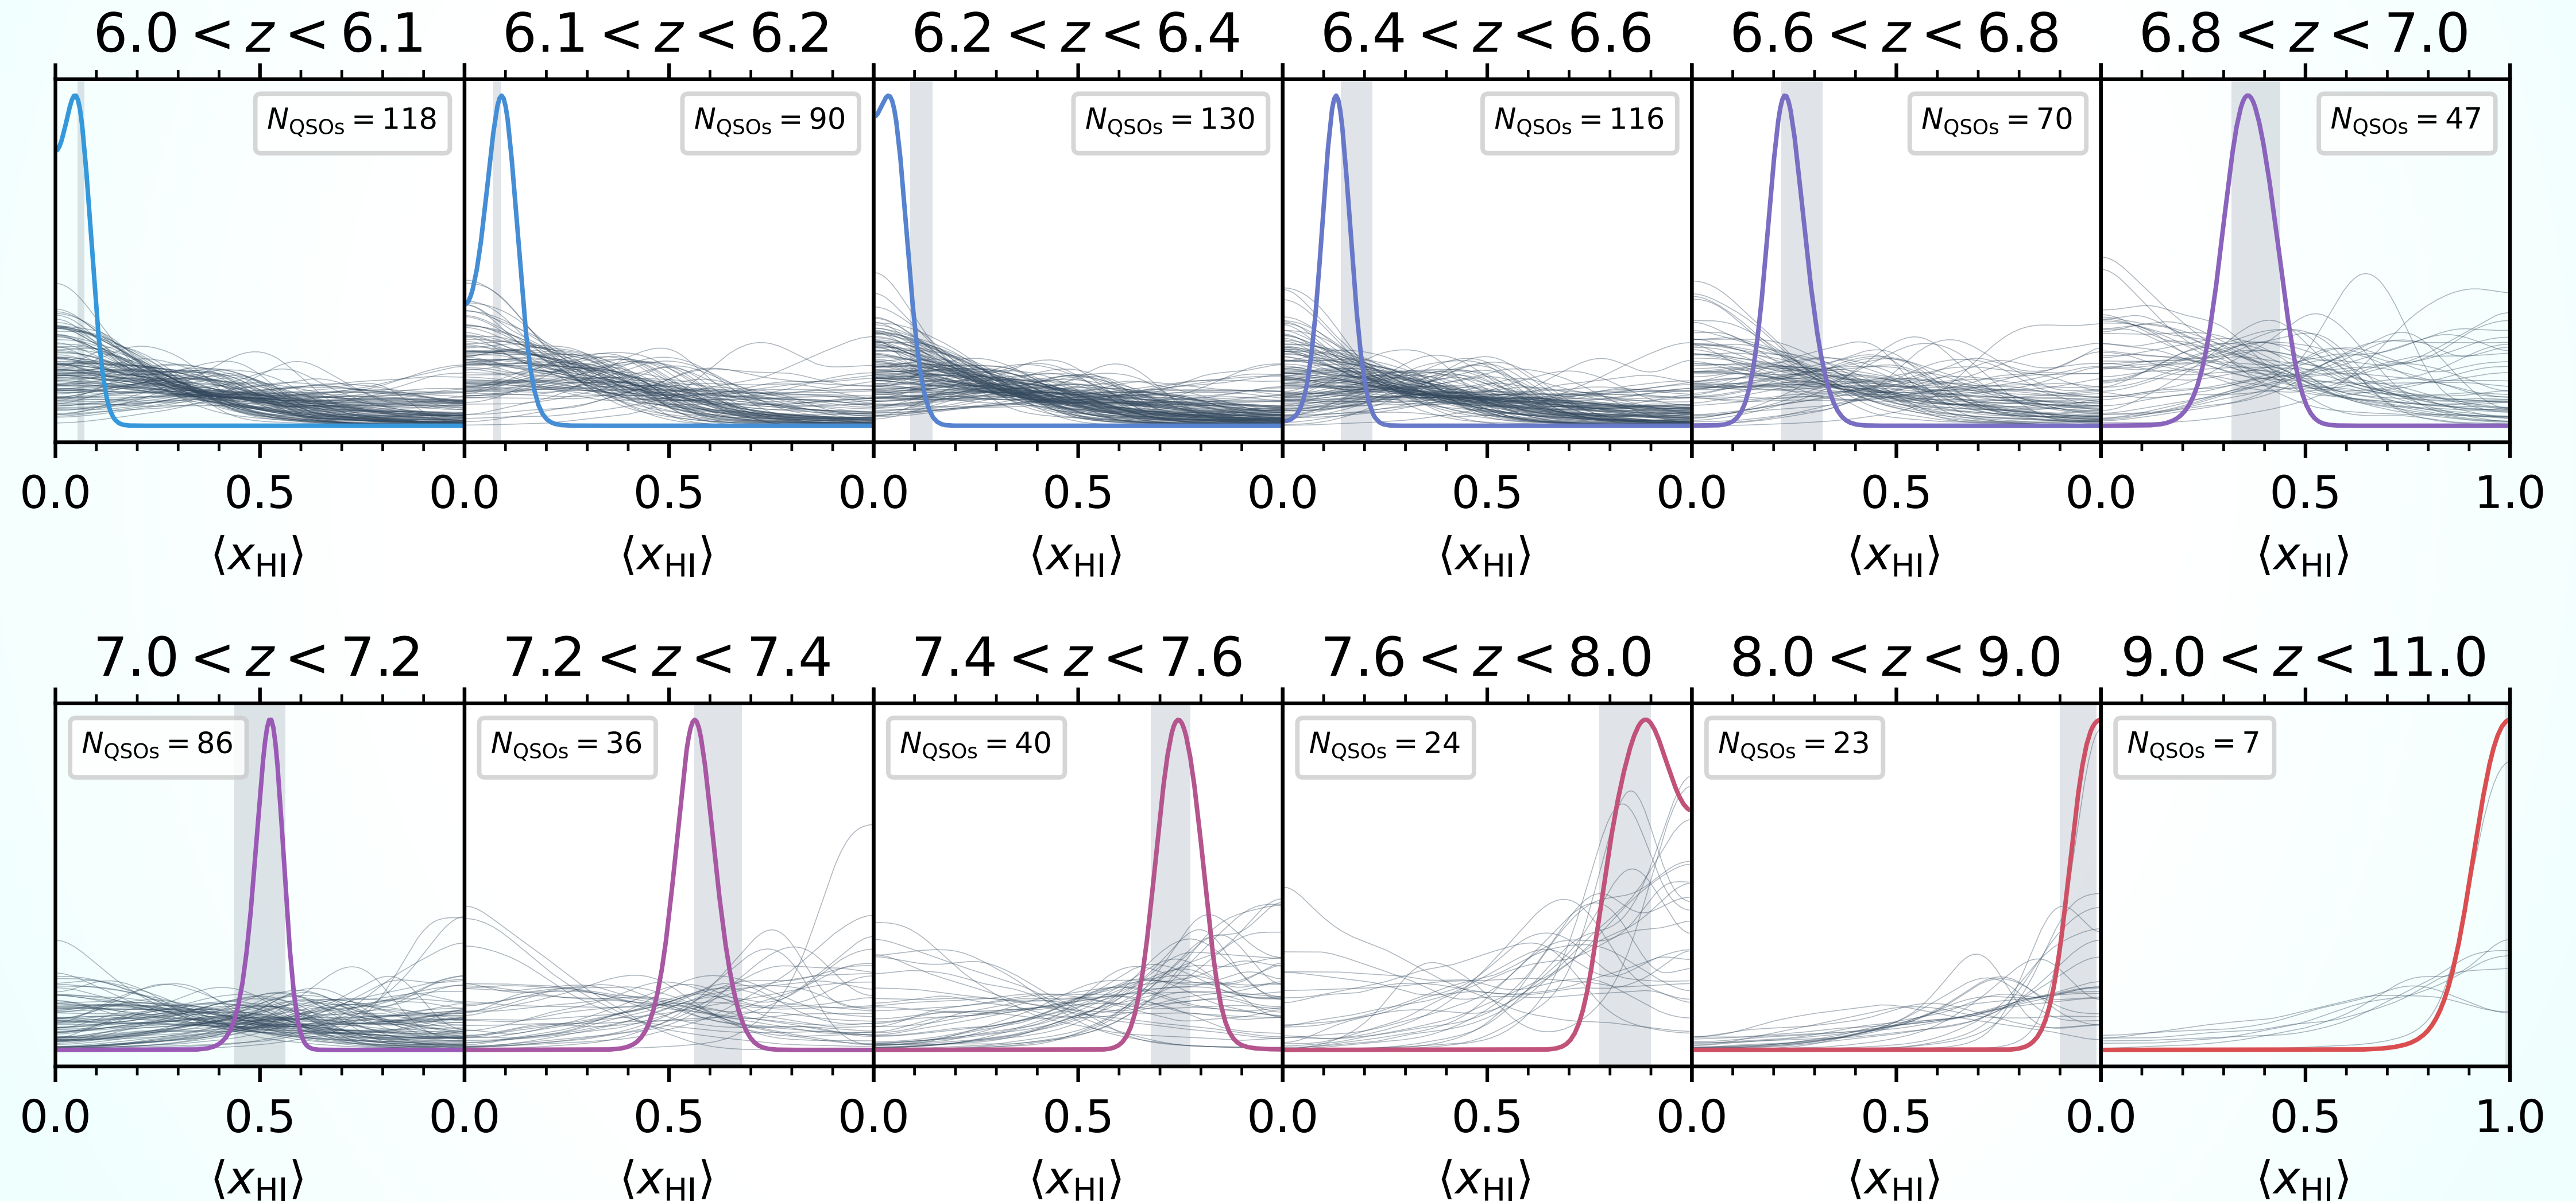 6.0 < z < 6.1 6.1 < z < 6.2 6.2 < z < 6.4 6.4 < z < 6.6 6.6 < z < 6.8 6.8 < z < 7.0
N_QSOs = 118 N_QSOs = 90 N_QSOs = 130 N_QSOs = 116 N_QSOs = 70 N_QSOs = 47
0.0 0.5 0.0 0.5 0.0 0.5 0.0 0.5 0.0 0.5 0.0 0.5 1.0
⟨x_HI⟩ ⟨x_HI⟩ ⟨x_HI⟩ ⟨x_HI⟩ ⟨x_HI⟩ ⟨x_HI⟩
7.0 < z < 7.2 7.2 < z < 7.4 7.4 < z < 7.6 7.6 < z < 8.0 8.0 < z < 9.0 9.0 < z < 11.0
N_QSOs = 86 N_QSOs = 36 N_QSOs = 40 N_QSOs = 24 N_QSOs = 23 N_QSOs = 7
0.0 0.5 0.0 0.5 0.0 0.5 0.0 0.5 0.0 0.5 0.0 0.5 1.0
⟨x_HI⟩ ⟨x_HI⟩ ⟨x_HI⟩ ⟨x_HI⟩ ⟨x_HI⟩ ⟨x_HI⟩